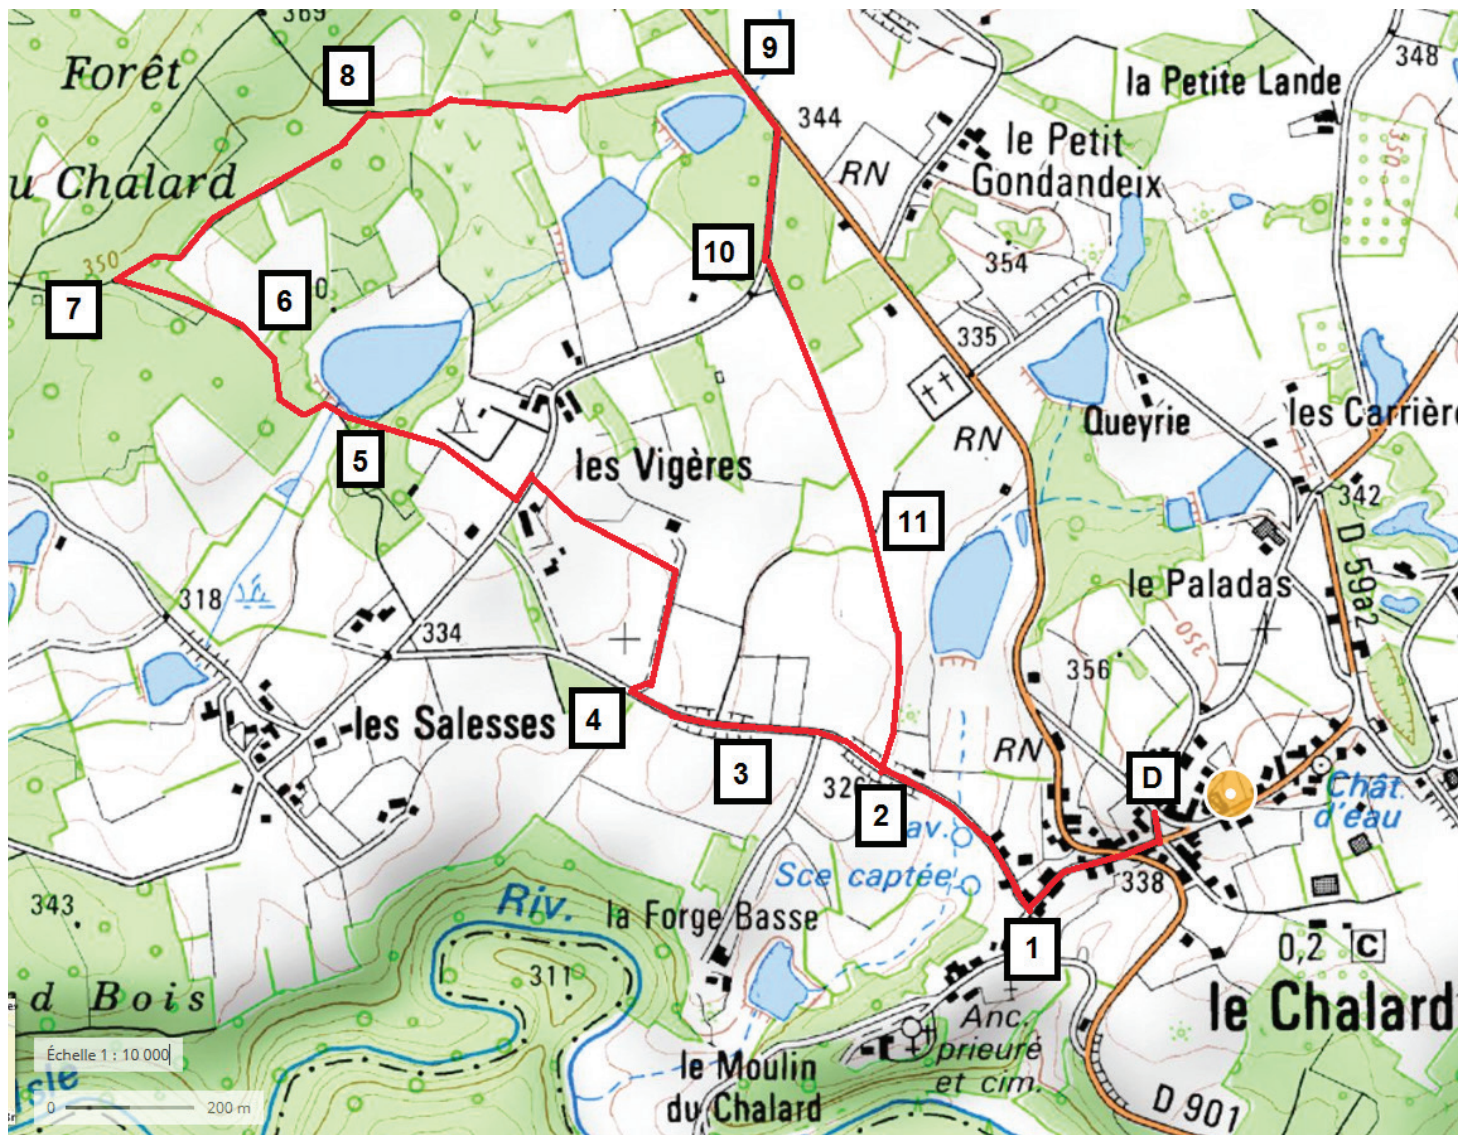 369
Forêt
u Chalard
8
9
344
la Petite Lande
348
350
le Petit
Gondandeix
RN
354
10
350
6
0
7
335
Queyrie
les Carrièr
RN
les Vigères
5
342
D 59a2
11
le Paladas
350
318
334
356
les Salesses
4
3
RN
D
326
2
av.
Sce captée
Chât.
d'eau
338
343
Riv.
la Forge Basse
1
0,2
C
311
d Bois
le Chalard
Anc.
prieuré
et cim.
le Moulin
du Chalard
D 901
Isle
Échelle 1 : 10 000
0
200 m